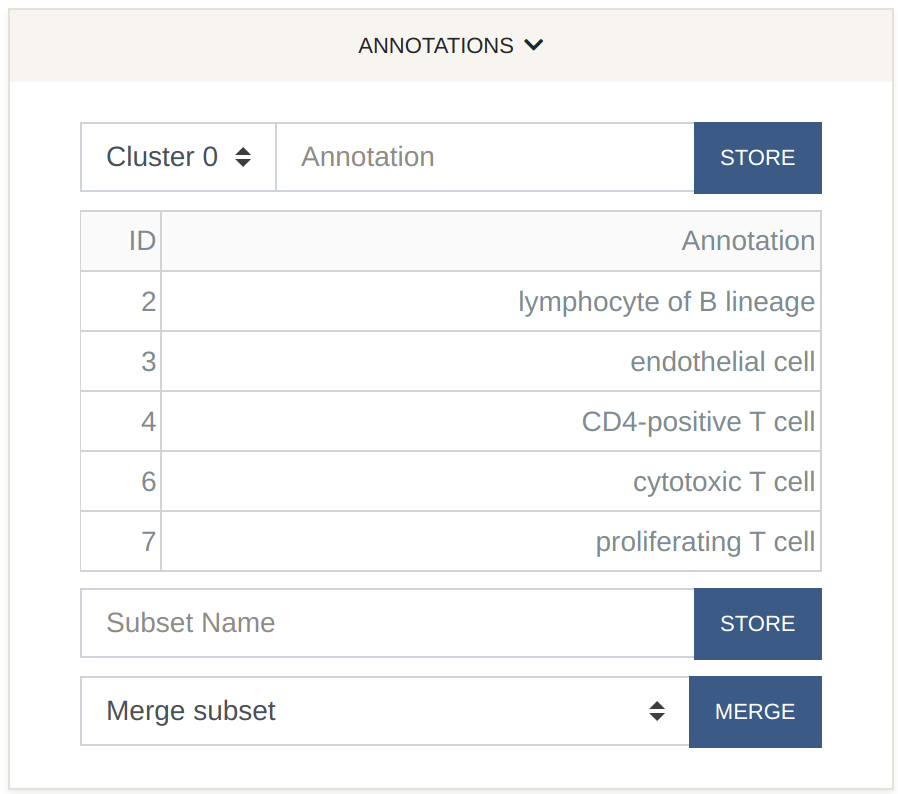 ANNOTATIONS
Cluster 0 Annotation STORE
ID Annotation
2 lymphocyte of B lineage
3 endothelial cell
4 CD4-positive T cell
6 cytotoxic T cell
7 proliferating T cell
Subset Name STORE
Merge subset MERGE